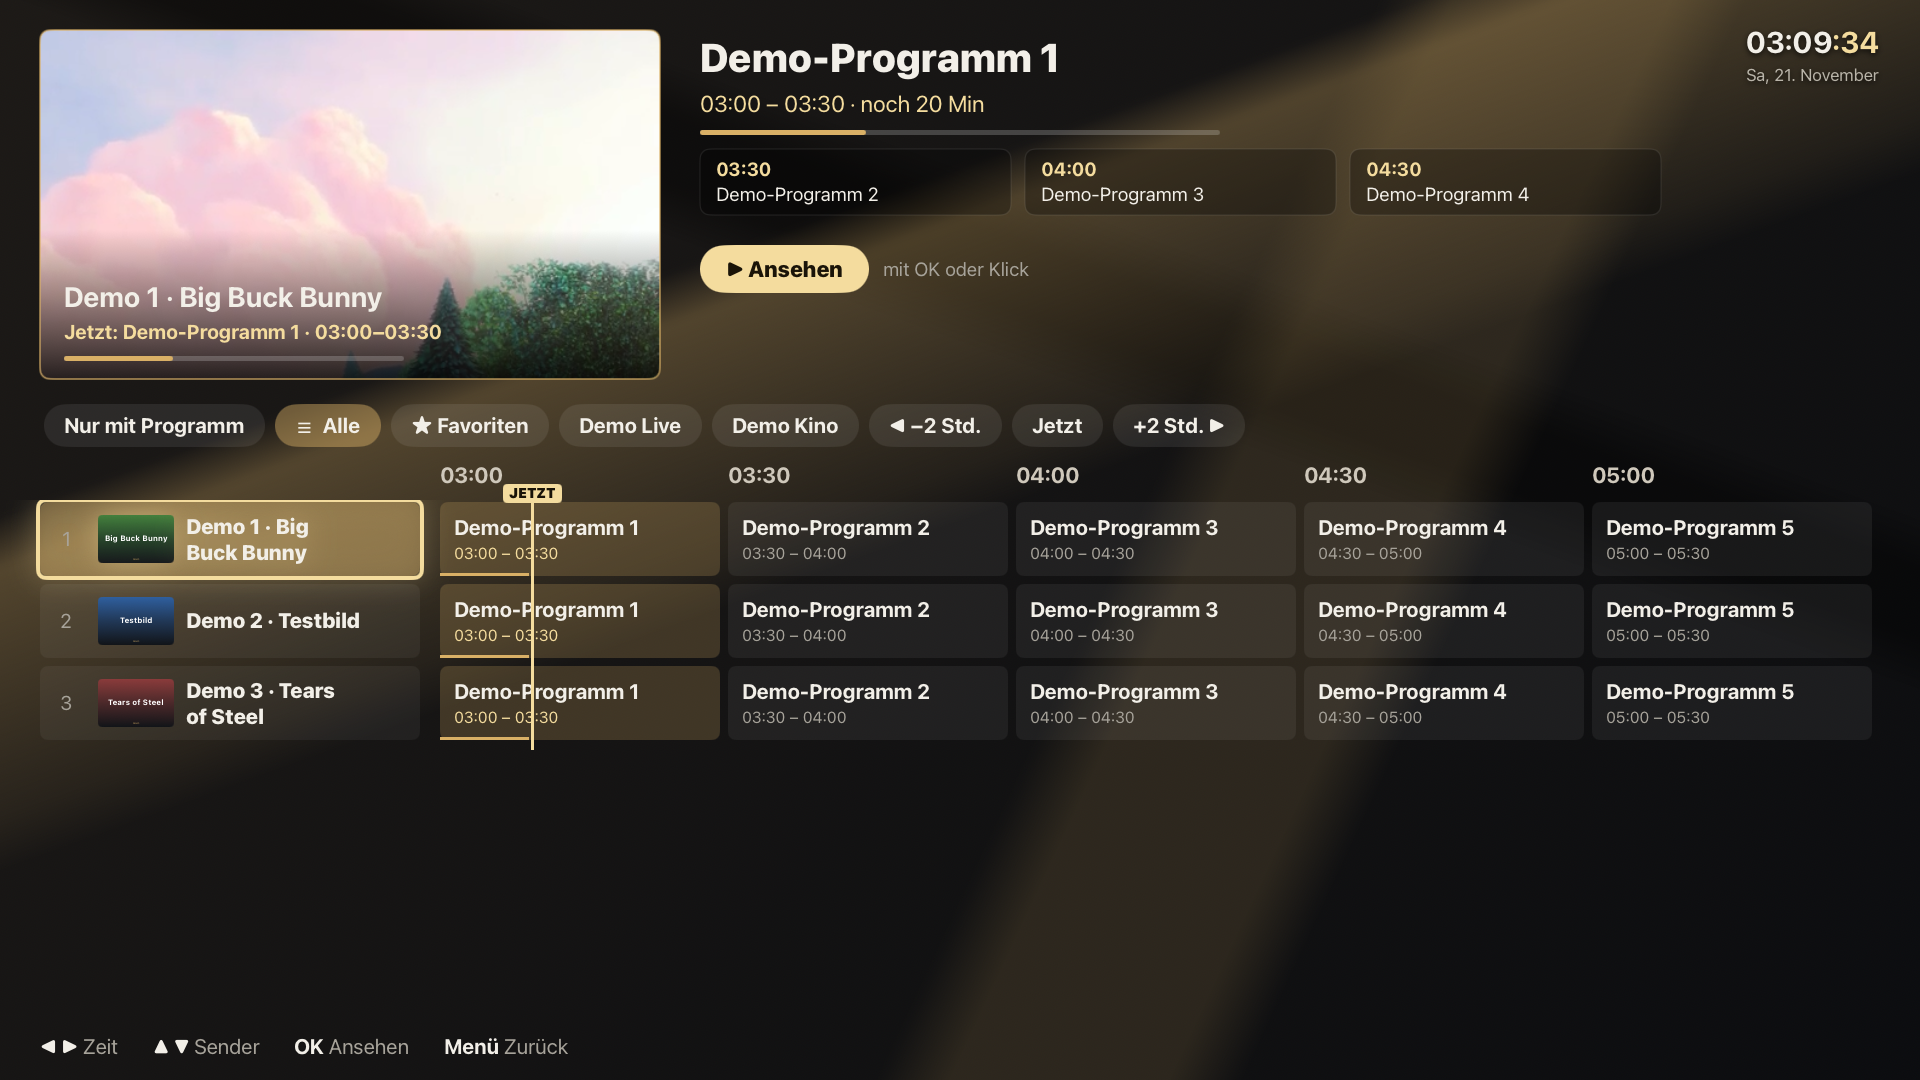 Demo 1 · Big Buck Bunny
Jetzt: Demo-Programm 1 · 03:00–03:30
Demo-Programm 1
03:00 – 03:30 · noch 20 Min
03:30
Demo-Programm 2
04:00
Demo-Programm 3
04:30
Demo-Programm 4
Ansehen
mit OK oder Klick
03:09:34
Sa, 21. November
Nur mit Programm
Alle
Favoriten
Demo Live
Demo Kino
−2 Std.
Jetzt
+2 Std.
03:00
03:30
04:00
04:30
05:00
JETZT
1
Big Buck Bunny
Demo 1 · Big
Buck Bunny
Demo-Programm 1
03:00 – 03:30
Demo-Programm 2
03:30 – 04:00
Demo-Programm 3
04:00 – 04:30
Demo-Programm 4
04:30 – 05:00
Demo-Programm 5
05:00 – 05:30
2
Testbild
Demo 2 · Testbild
Demo-Programm 1
03:00 – 03:30
Demo-Programm 2
03:30 – 04:00
Demo-Programm 3
04:00 – 04:30
Demo-Programm 4
04:30 – 05:00
Demo-Programm 5
05:00 – 05:30
3
Tears of Steel
Demo 3 · Tears
of Steel
Demo-Programm 1
03:00 – 03:30
Demo-Programm 2
03:30 – 04:00
Demo-Programm 3
04:00 – 04:30
Demo-Programm 4
04:30 – 05:00
Demo-Programm 5
05:00 – 05:30
Zeit
Sender
OK Ansehen
Menü Zurück